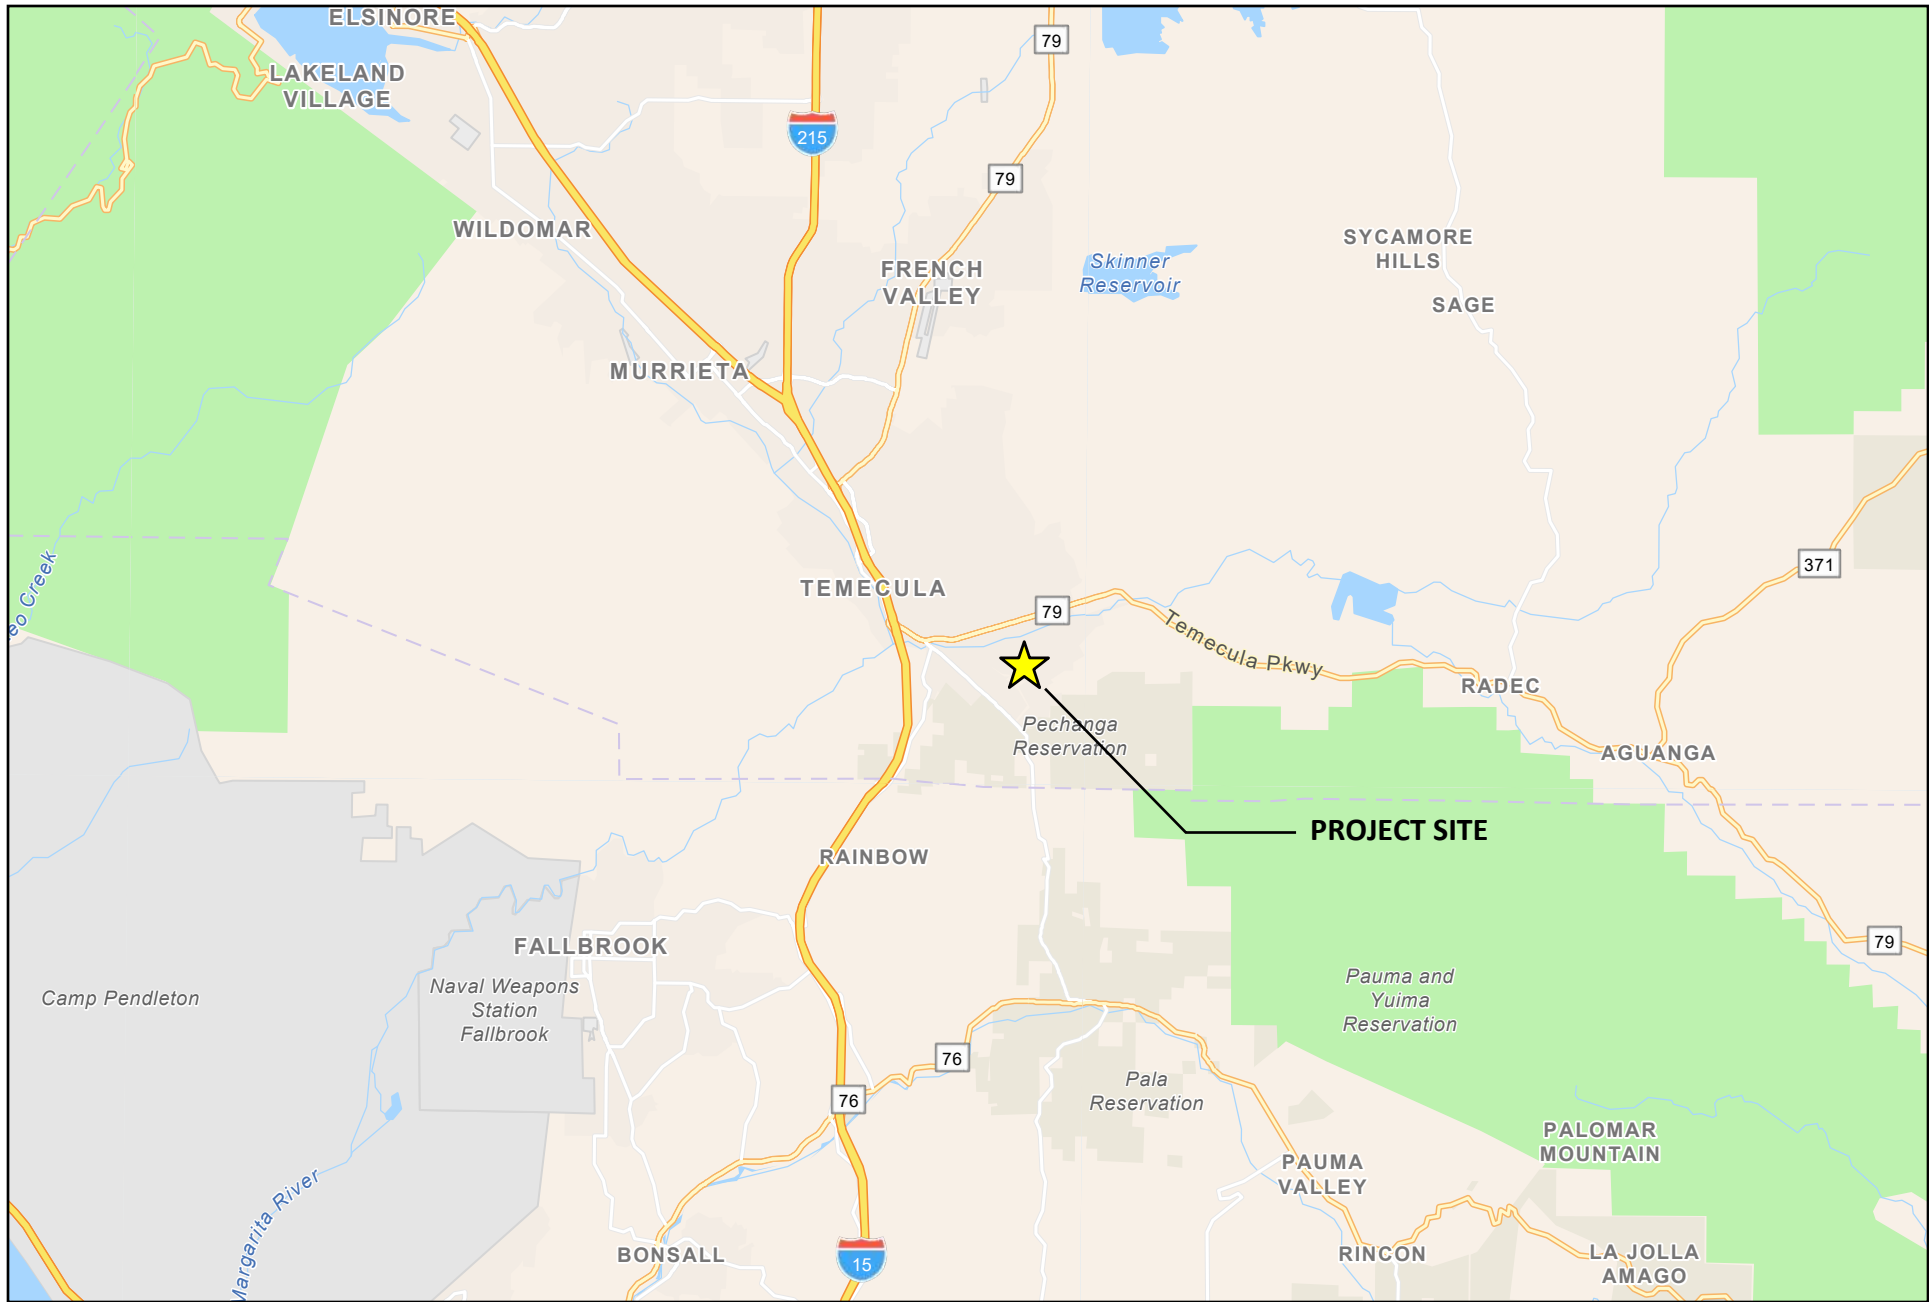 ELSINORE
79
LAKELAND
VILLAGE
215
79
WILDOMAR
SYCAMORE
HILLS
Skinner
Reservoir
FRENCH
VALLEY
SAGE
MURRIETA
371
eo Creek
TEMECULA
79
Temecula Pkwy
RADEC
Pechanga
Reservation
AGUANGA
PROJECT SITE
RAINBOW
79
FALLBROOK
Camp Pendleton
Naval Weapons
Station
Fallbrook
Pauma and
Yuima
Reservation
76
76
Pala
Reservation
PALOMAR
MOUNTAIN
PAUMA
VALLEY
Margarita River
BONSALL
15
RINCON
LA JOLLA
AMAGO